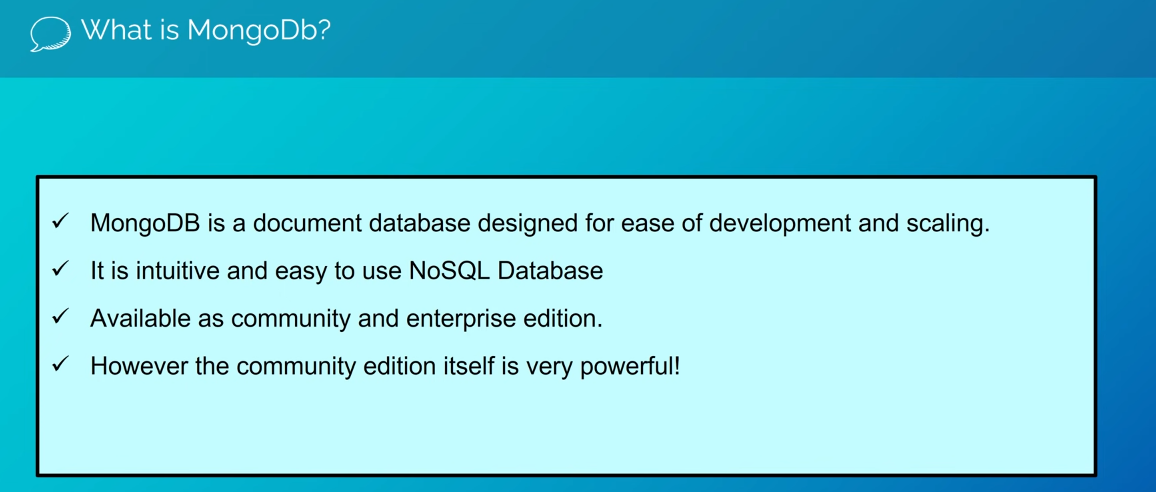 What is MongoDb?
✓ MongoDB is a document database designed for ease of development and scaling.
✓ It is intuitive and easy to use NoSQL Database
✓ Available as community and enterprise edition.
✓ However the community edition itself is very powerful!